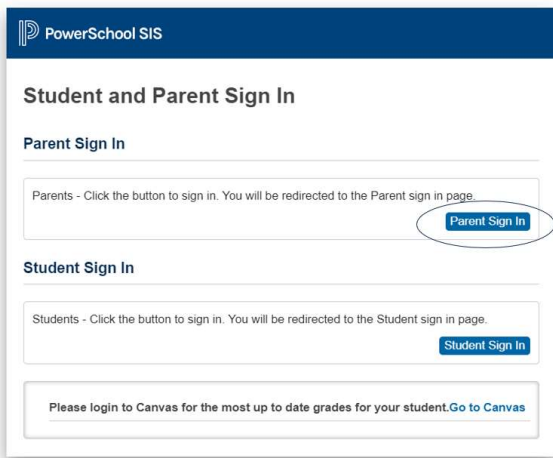 PowerSchool SIS
Student and Parent Sign In
Parent Sign In
Parents - Click the button to sign in. You will be redirected to the Parent sign in page.
Parent Sign In
Student Sign In
Students - Click the button to sign in. You will be redirected to the Student sign in page.
Student Sign In
Please login to Canvas for the most up to date grades for your student.Go to Canvas